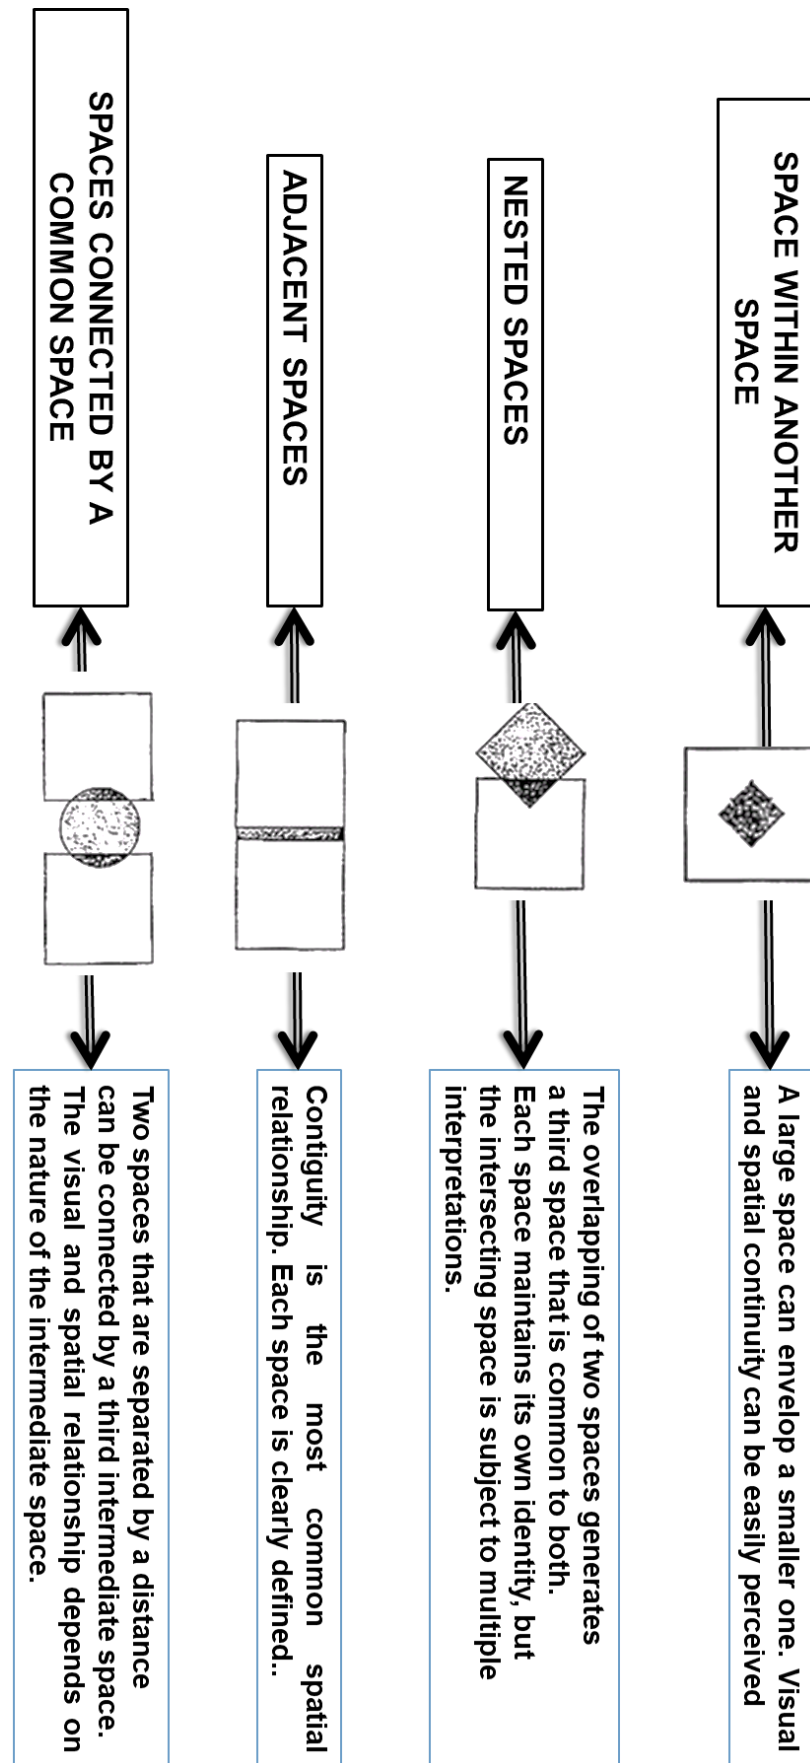 SPACE WITHIN ANOTHER
SPACE
A large space can envelop a smaller one. Visual
and spatial continuity can be easily perceived
NESTED SPACES
The overlapping of two spaces generates
a third space that is common to both.
Each space maintains its own identity, but
the intersecting space is subject to multiple
interpretations.
ADJACENT SPACES
Contiguity is the most common spatial
relationship. Each space is clearly defined..
SPACES CONNECTED BY A
COMMON SPACE
Two spaces that are separated by a distance
can be connected by a third intermediate space.
The visual and spatial relationship depends on
the nature of the intermediate space.